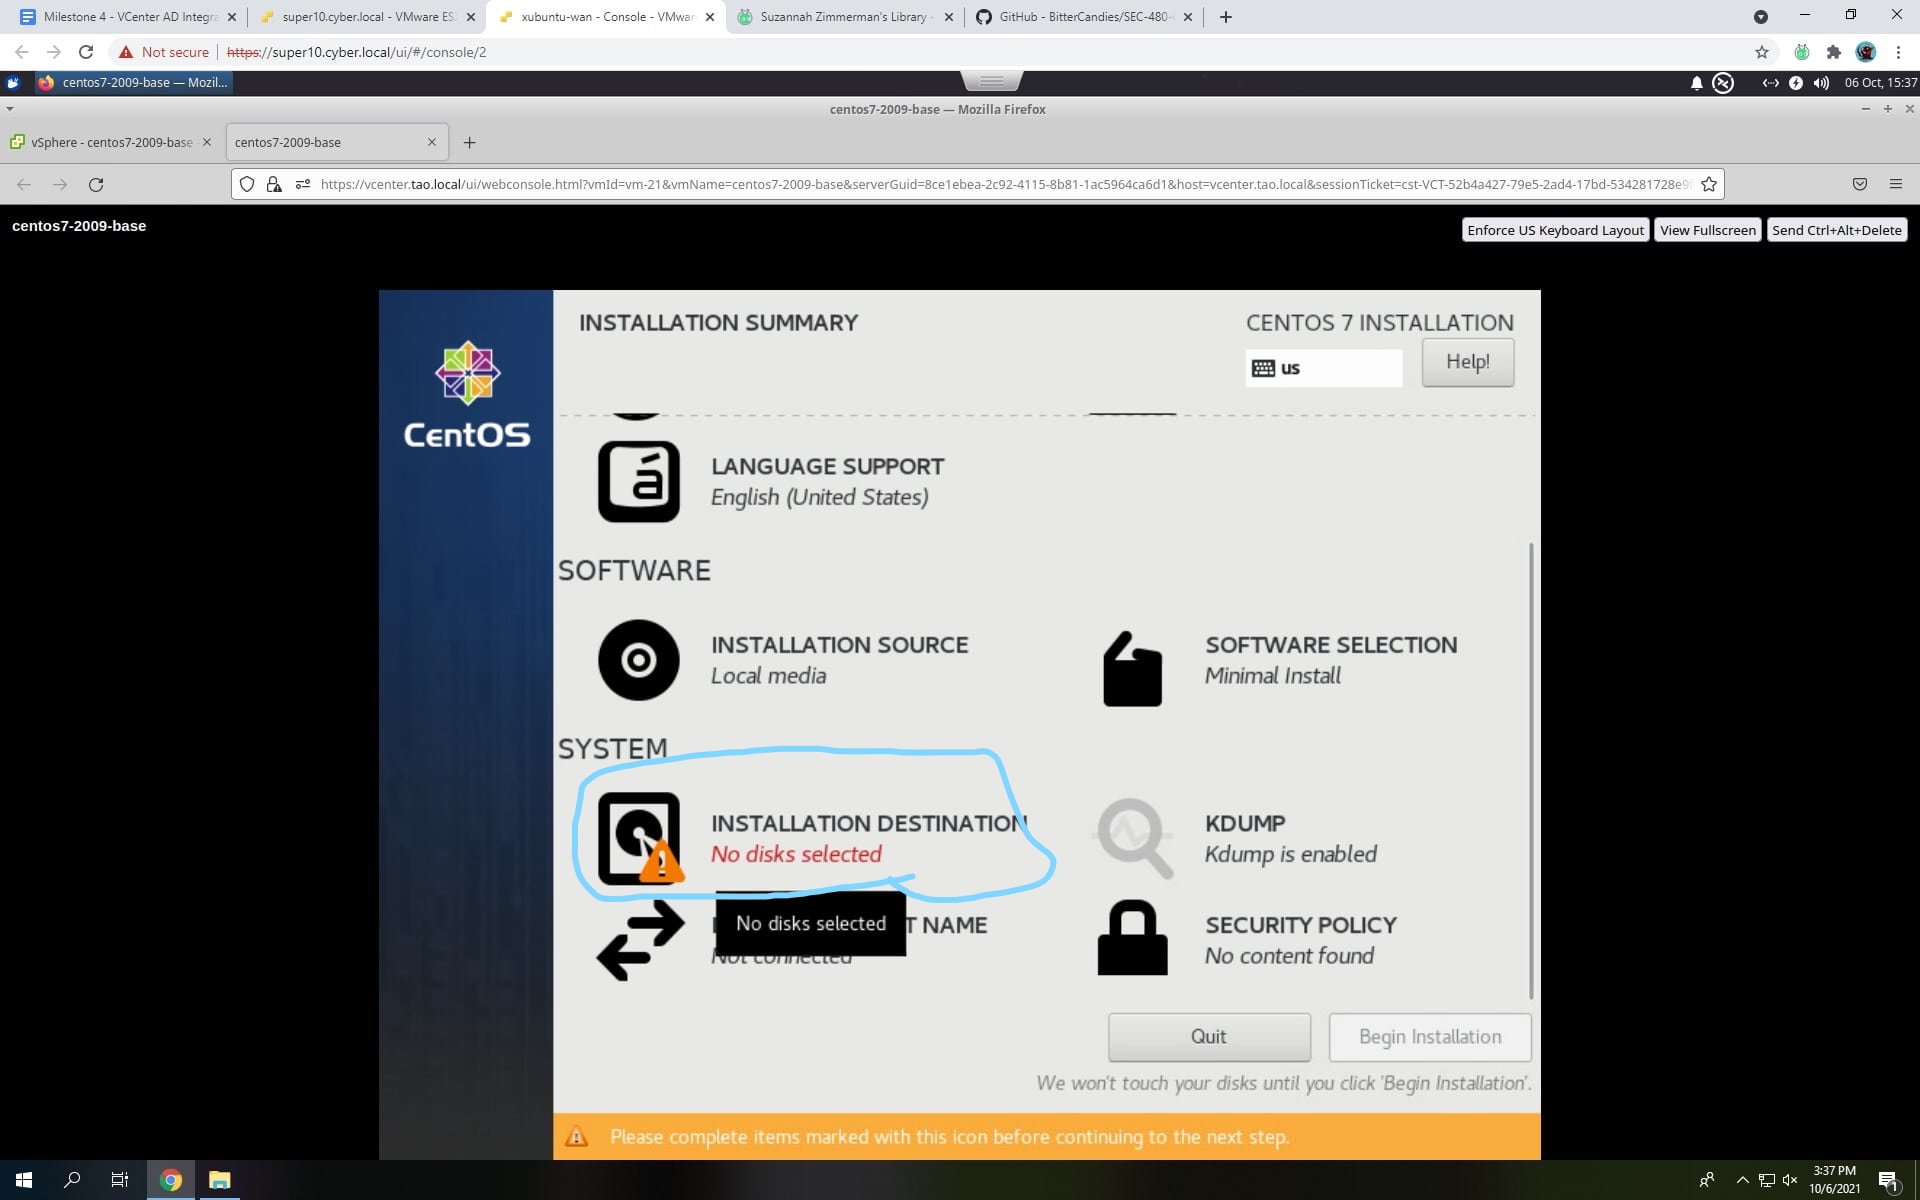 Milestone 4 - VCenter AD Integra
super10.cyber.local - VMware ES
xubuntu-wan - Console - VMwar
Suzannah Zimmerman's Library -
GitHub - BitterCandies/SEC-480-
Not secure
https://super10.cyber.local/ui/#/console/2
centos7-2009-base — Mozil...
06 Oct, 15:37
centos7-2009-base — Mozilla Firefox
vSphere - centos7-2009-base
centos7-2009-base
https://vcenter.tao.local/ui/webconsole.html?vmId=vm-21&vmName=centos7-2009-base&serverGuid=8ce1ebea-2c92-4115-8b81-1ac5964ca6d1&host=vcenter.tao.local&sessionTicket=cst-VCT-52b4a427-79e5-2ad4-17bd-534281728e9
centos7-2009-base
Enforce US Keyboard Layout
View Fullscreen
Send Ctrl+Alt+Delete
INSTALLATION SUMMARY
CENTOS 7 INSTALLATION
us
Help!
CentOS
LANGUAGE SUPPORT
English (United States)
SOFTWARE
INSTALLATION SOURCE
Local media
SOFTWARE SELECTION
Minimal Install
SYSTEM
INSTALLATION DESTINATION
No disks selected
KDUMP
Kdump is enabled
No disks selected
T NAME
Not connected
SECURITY POLICY
No content found
Quit
Begin Installation
We won't touch your disks until you click 'Begin Installation'.
Please complete items marked with this icon before continuing to the next step.
3:37 PM
10/6/2021
1